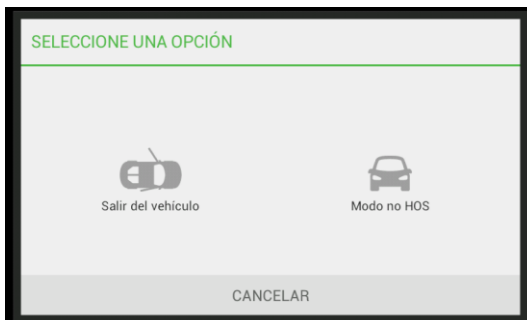 SELECCIONE UNA OPCIÓN
Salir del vehículo
Modo no HOS
CANCELAR